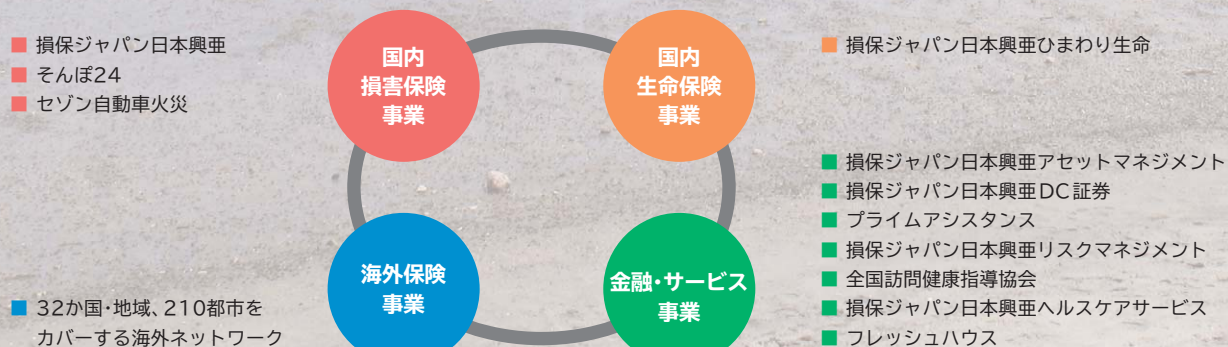 損保ジャパン日本興亜
そんぽ24
セゾン自動車火災
国内
損害保険
事業
国内
生命保険
事業
損保ジャパン日本興亜ひまわり生命
海外保険
事業
32か国・地域、210都市を
カバーする海外ネットワーク
金融・サービス
事業
損保ジャパン日本興亜アセットマネジメント
損保ジャパン日本興亜DC証券
プライムアシスタンス
損保ジャパン日本興亜リスクマネジメント
全国訪問健康指導協会
損保ジャパン日本興亜ヘルスケアサービス
フレッシュハウス